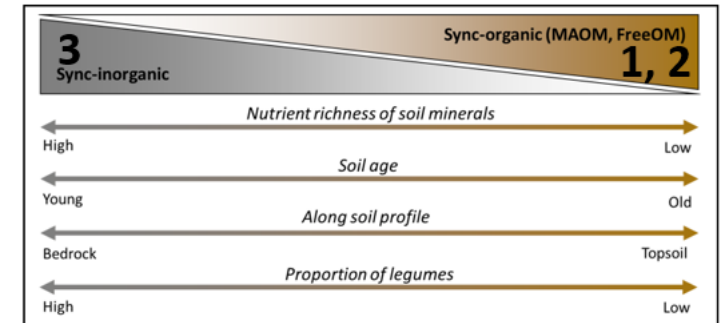 Sync-organic (MAOM, FreeOM)
3
1, 2
Sync-inorganic
Nutrient richness of soil minerals
High Low
Soil age
Young Old
Along soil profile
Bedrock Topsoil
Proportion of legumes
High Low